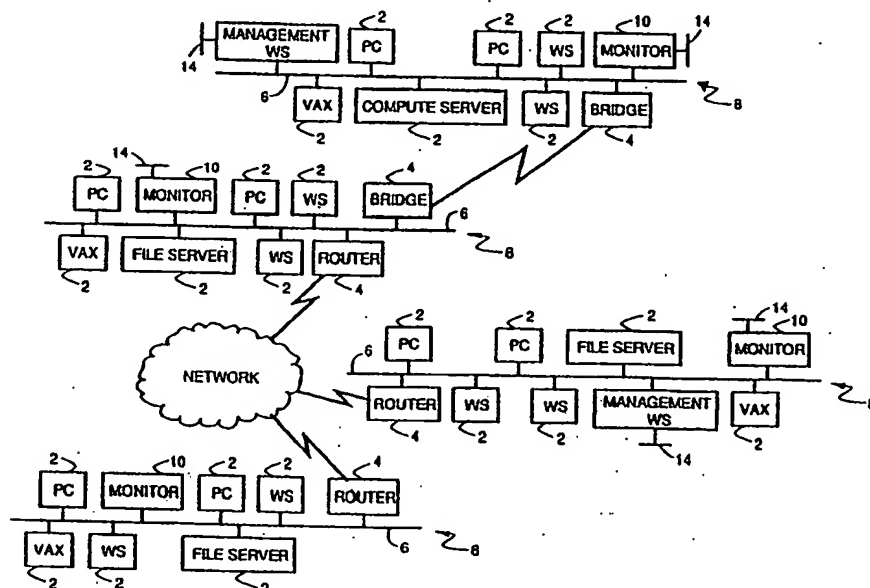 2 2 2 10 14
MANAGEMENT WS PC PC WS MONITOR
14 6 8
VAX COMPUTE SERVER WS BRIDGE
2 2 2 4
2 14 10 2 2 4
PC MONITOR PC WS BRIDGE
6 8
VAX FILE SERVER WS ROUTER
2 2 2 4
2 2 2 14 10
PC PC FILE SERVER MONITOR
NETWORK
6 8
ROUTER WS WS MANAGEMENT WS VAX
4 2 2 14 2
2 10 2 2 4
PC MONITOR PC WS ROUTER
6 8
VAX WS FILE SERVER
2 2 2